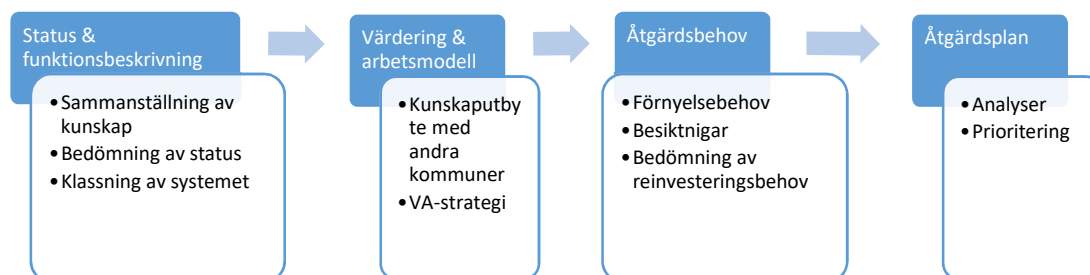 Status &
funktionsbeskrivning
• Sammanställning av
kunskap
• Bedömning av status
• Klassning av systemet
Värdering &
arbetsmodell
• Kunskaputby
te med
andra
kommuner
• VA-strategi
Åtgärdsbehov
• Förnyelsebehov
• Besiktnigar
• Bedömning av
reinvesteringsbehov
Åtgärdsplan
• Analyser
• Prioritering